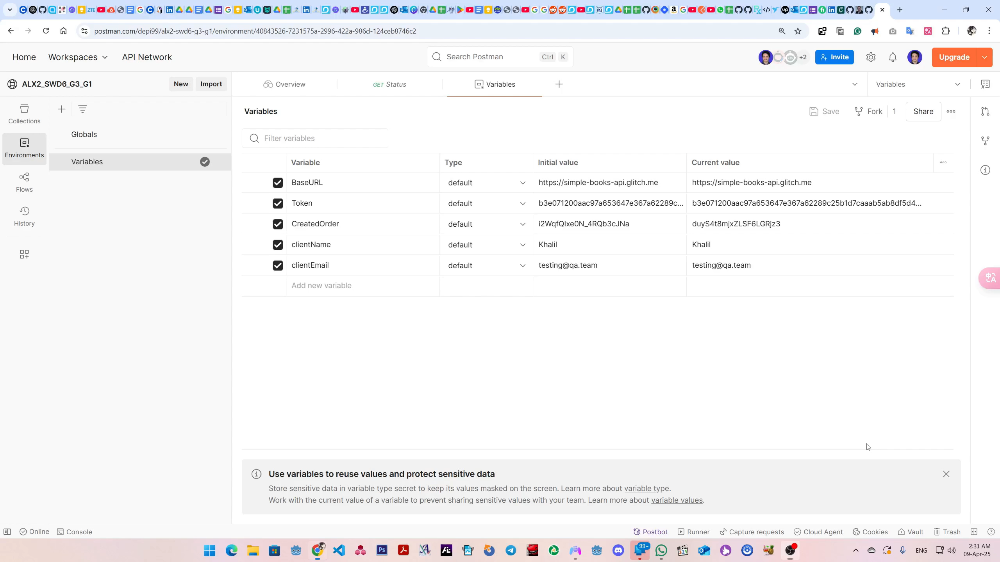 postman.com/depi99/alx2-swd6-g3-g1/environment/40843526-7231575a-2996-422a-986d-124ceb8746c2
Home
Workspaces
API Network
Search Postman
Ctrl
K
+2
Invite
Upgrade
ALX2_SWD6_G3_G1
New
Import
Overview
GET Status
Variables
Variables
Collections
Environments
Flows
History
Globals
Variables
Variables
Save
Fork
1
Share
Filter variables
Variable Type Initial value Current value
BaseURL default https://simple-books-api.glitch.me https://simple-books-api.glitch.me
Token default b3e071200aac97a653647e367a62289c... b3e071200aac97a653647e367a62289c25b1d7caaab5ab8df5d4...
CreatedOrder default i2WqfQIxe0N_4RQb3cJNa duyS4t8mjxZLSF6LGRjz3
clientName default Khalil Khalil
clientEmail default testing@qa.team testing@qa.team
Add new variable
Use variables to reuse values and protect sensitive data
Store sensitive data in variable type secret to keep its values masked on the screen. Learn more about variable type.
Work with the current value of a variable to prevent sharing sensitive values with your team. Learn more about variable values.
Online
Console
Postbot
Runner
Capture requests
Cloud Agent
Cookies
Vault
Trash
99+
ENG
2:31 AM
09-Apr-25